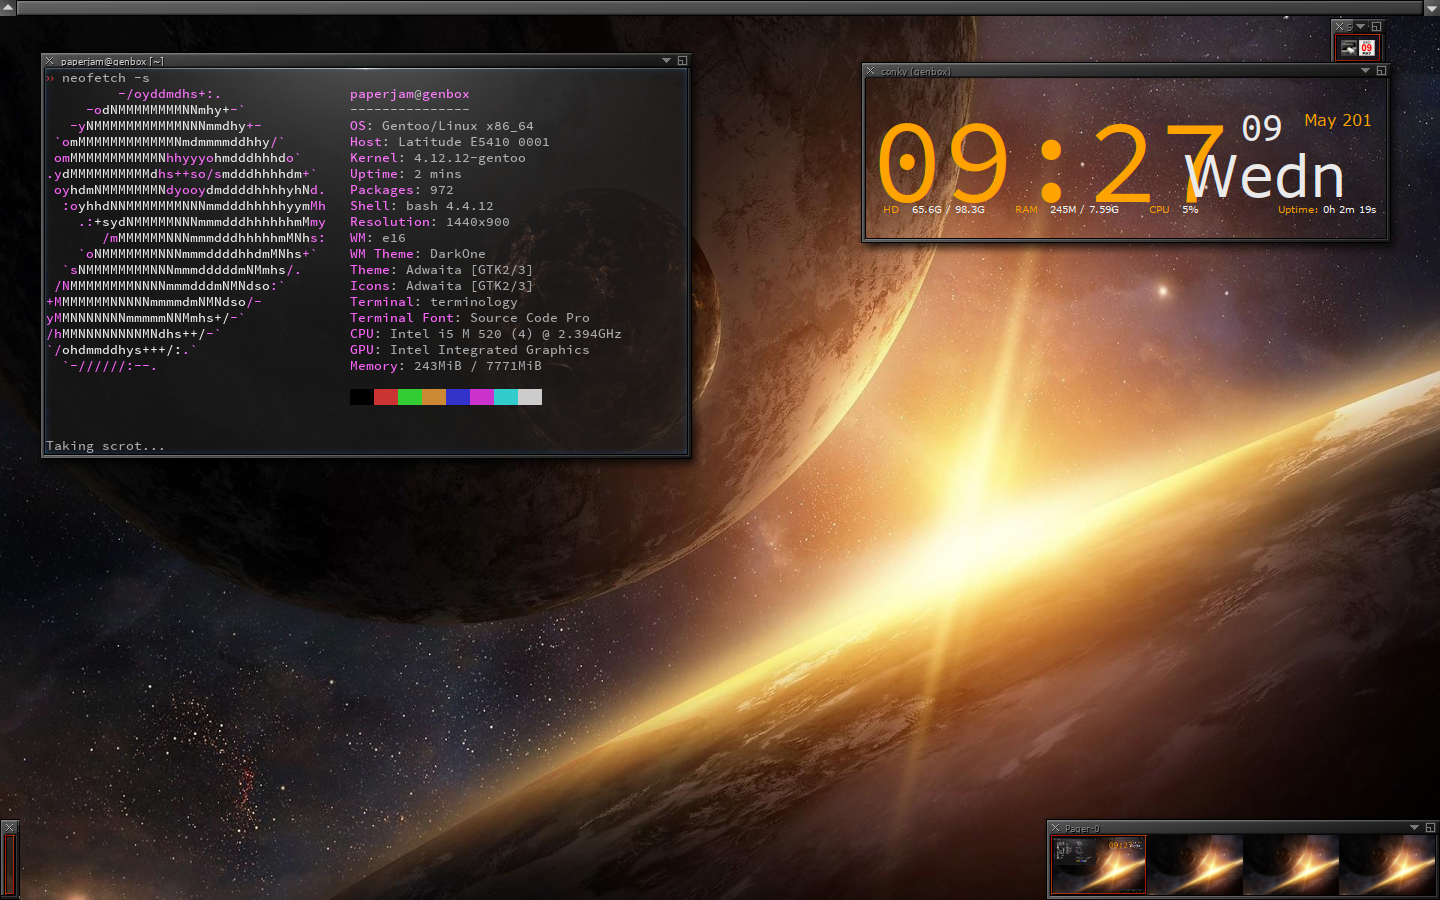 paperjam@genbox [~]
›› neofetch -s
-/oyddmdhs+:.
-odNMMMMMMMMNNmhy+-`
-yNMMMMMMMMMMMNNNmmdhy+-
`omMMMMMMMMMMMMNmdmmmmddhhy/`
omMMMMMMMMMMMNhhyyyohmdddhhhdo`
.ydMMMMMMMMMMdhs++so/smdddhhhhdm+`
oyhdmNMMMMMMMNdyooydmddddhhhhyhNd.
:oyhhdNNMMMMMMMNNNmmdddhhhhhyymMh
.:+sydNMMMMMNNNmmmdddhhhhhhmMmy
/mMMMMMMNNNmmmdddhhhhhmMNhs:
`oNMMMMMMMNNNmmmddddhhdmMNhs+`
`sNMMMMMMMMNNNmmmdddddmNMmhs/.
/NMMMMMMMMNNNNmmmdddmNMNdso:`
+MMMMMMMNNNNNmmmmdmNMNdso/-
yMMNNNNNNNmmmmmNNMmhs+/-`
/hMMNNNNNNNNMNdhs++/-`
`/ohdmmddhys+++/:.`
`-//////:--.
paperjam@genbox
---------------
OS: Gentoo/Linux x86_64
Host: Latitude E5410 0001
Kernel: 4.12.12-gentoo
Uptime: 2 mins
Packages: 972
Shell: bash 4.4.12
Resolution: 1440x900
WM: e16
WM Theme: DarkOne
Theme: Adwaita [GTK2/3]
Icons: Adwaita [GTK2/3]
Terminal: terminology
Terminal Font: Source Code Pro
CPU: Intel i5 M 520 (4) @ 2.394GHz
GPU: Intel Integrated Graphics
Memory: 243MiB / 7771MiB
Taking scrot...
conky (genbox)
09:27
09
May 201
Wedn
HD 65.6G / 98.3G RAM 245M / 7.59G CPU 5% Uptime: 0h 2m 19s
09
Pager-0
09:27